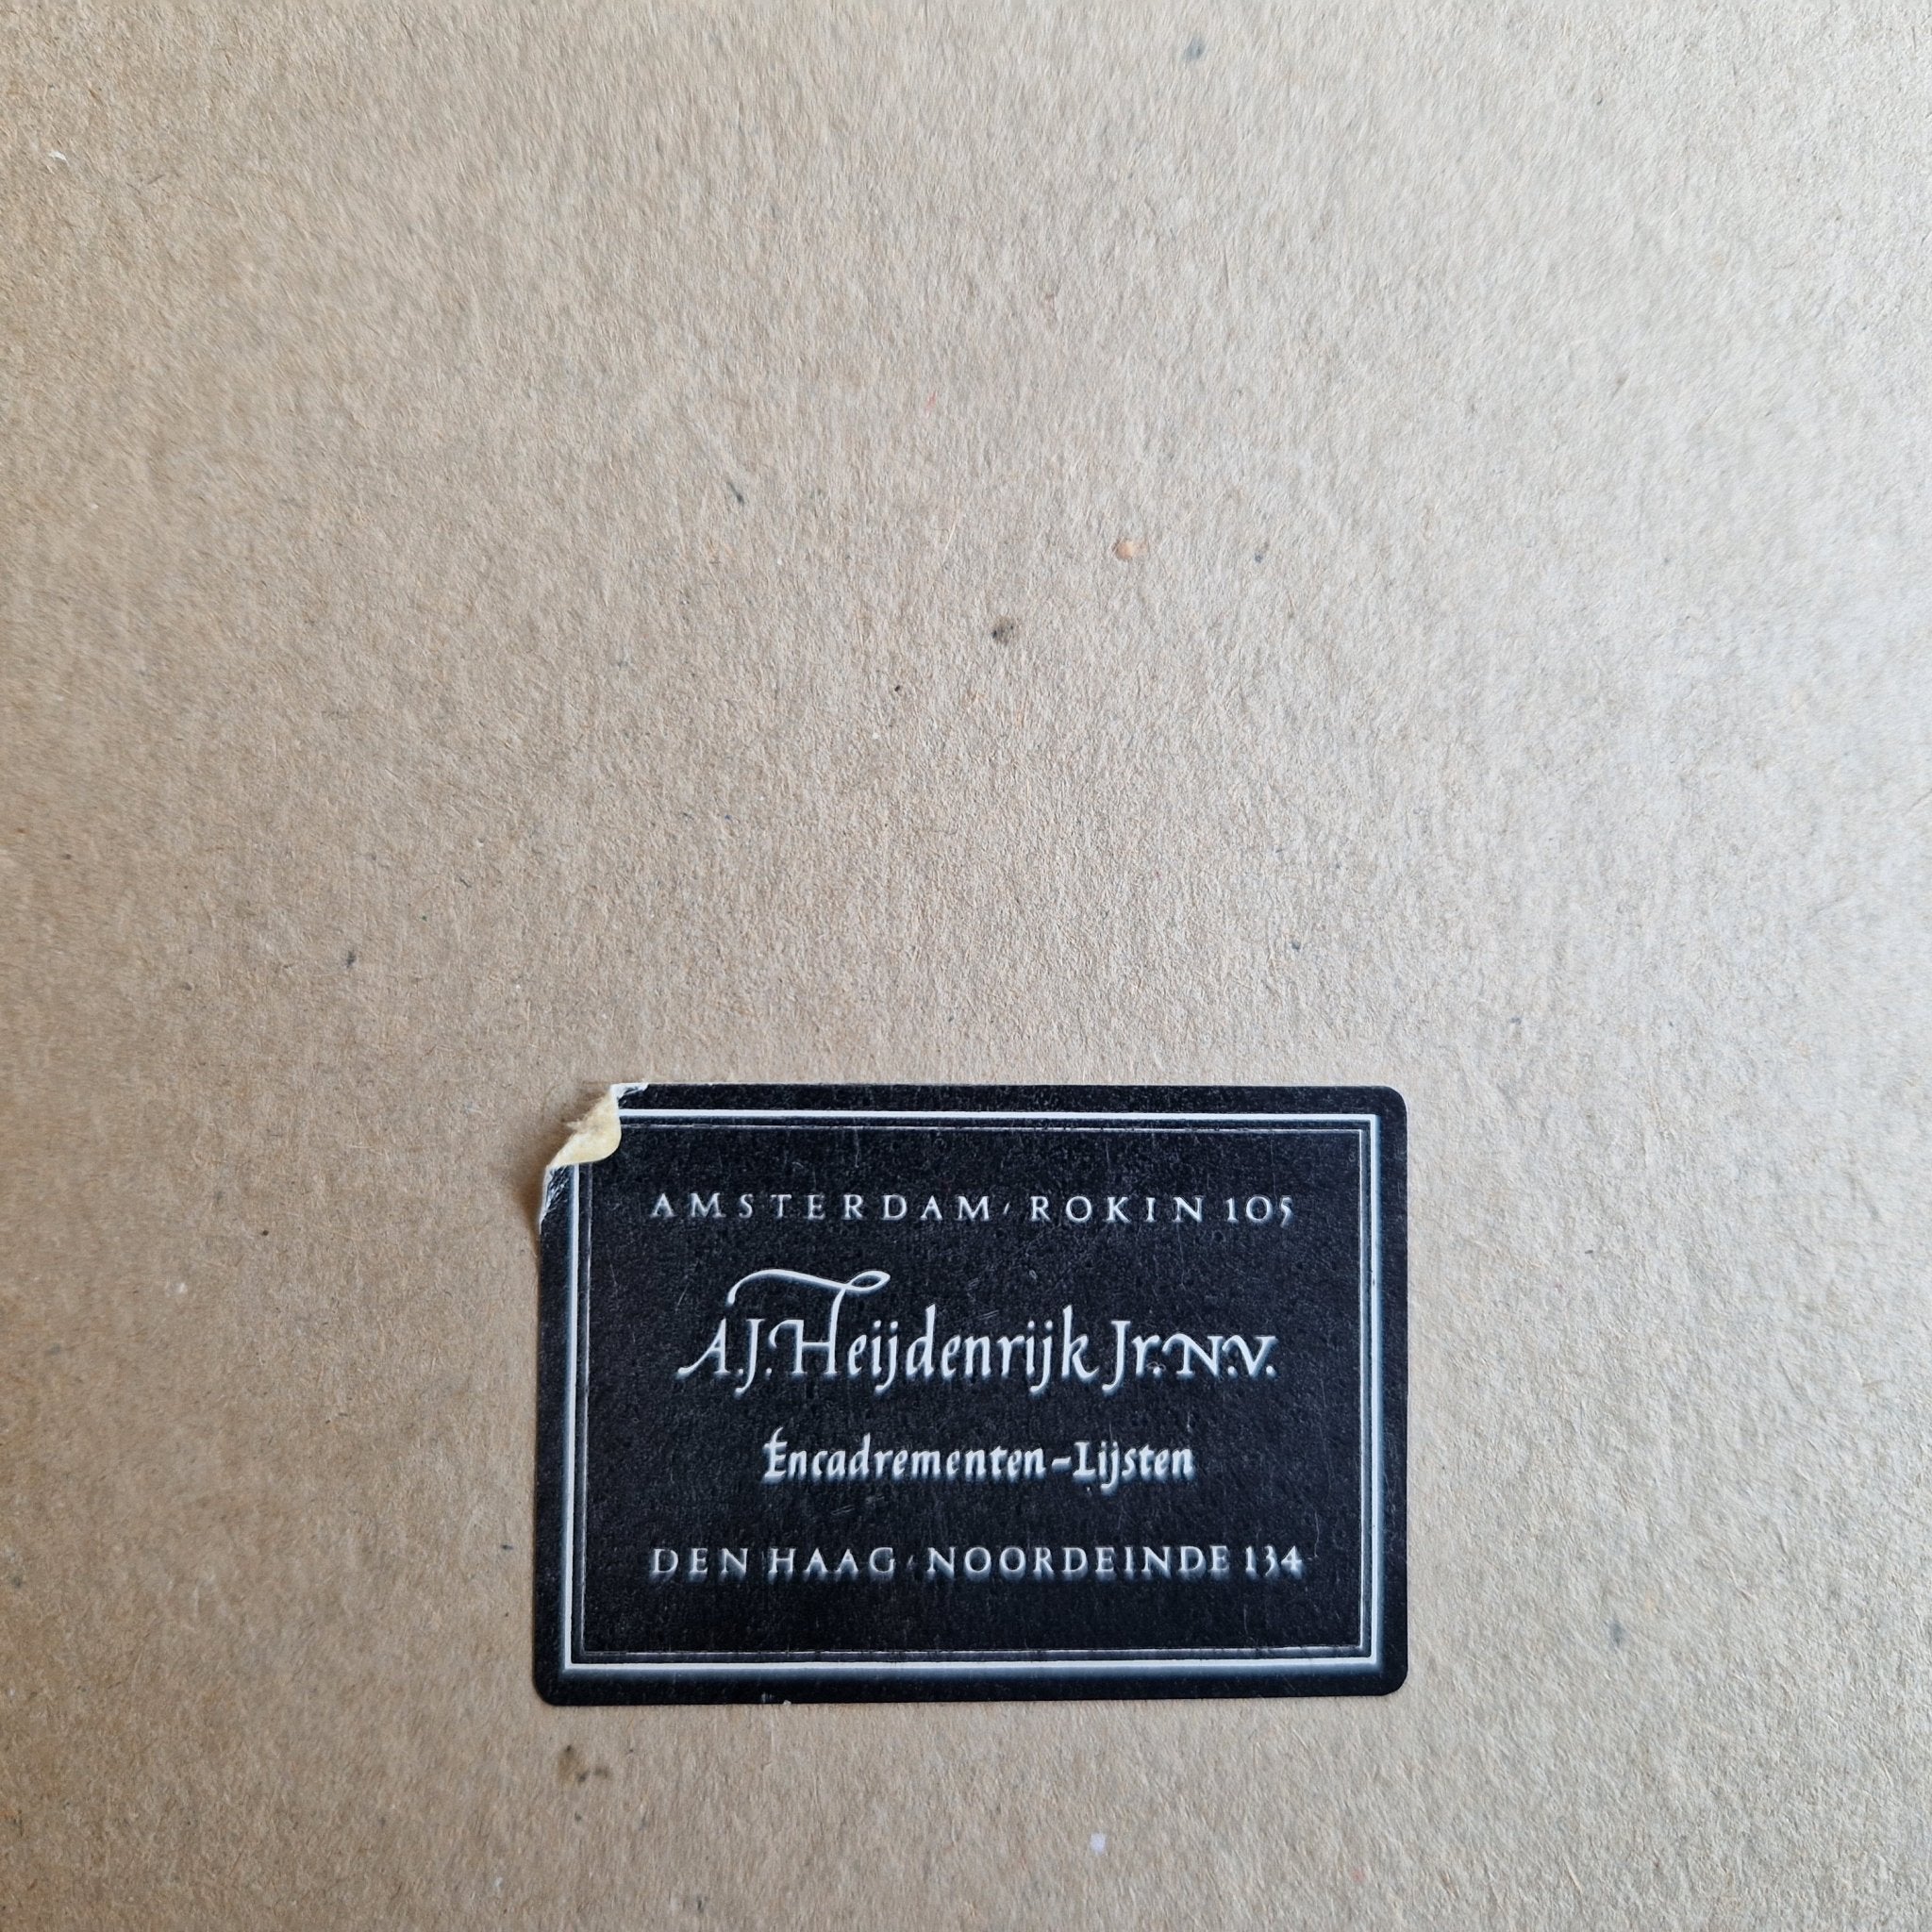 AMSTERDAM · ROKIN 105
A.J. Heijdenrijk Jr. N.V.
Encadrementen-Lijsten
DEN HAAG · NOORDEINDE 134